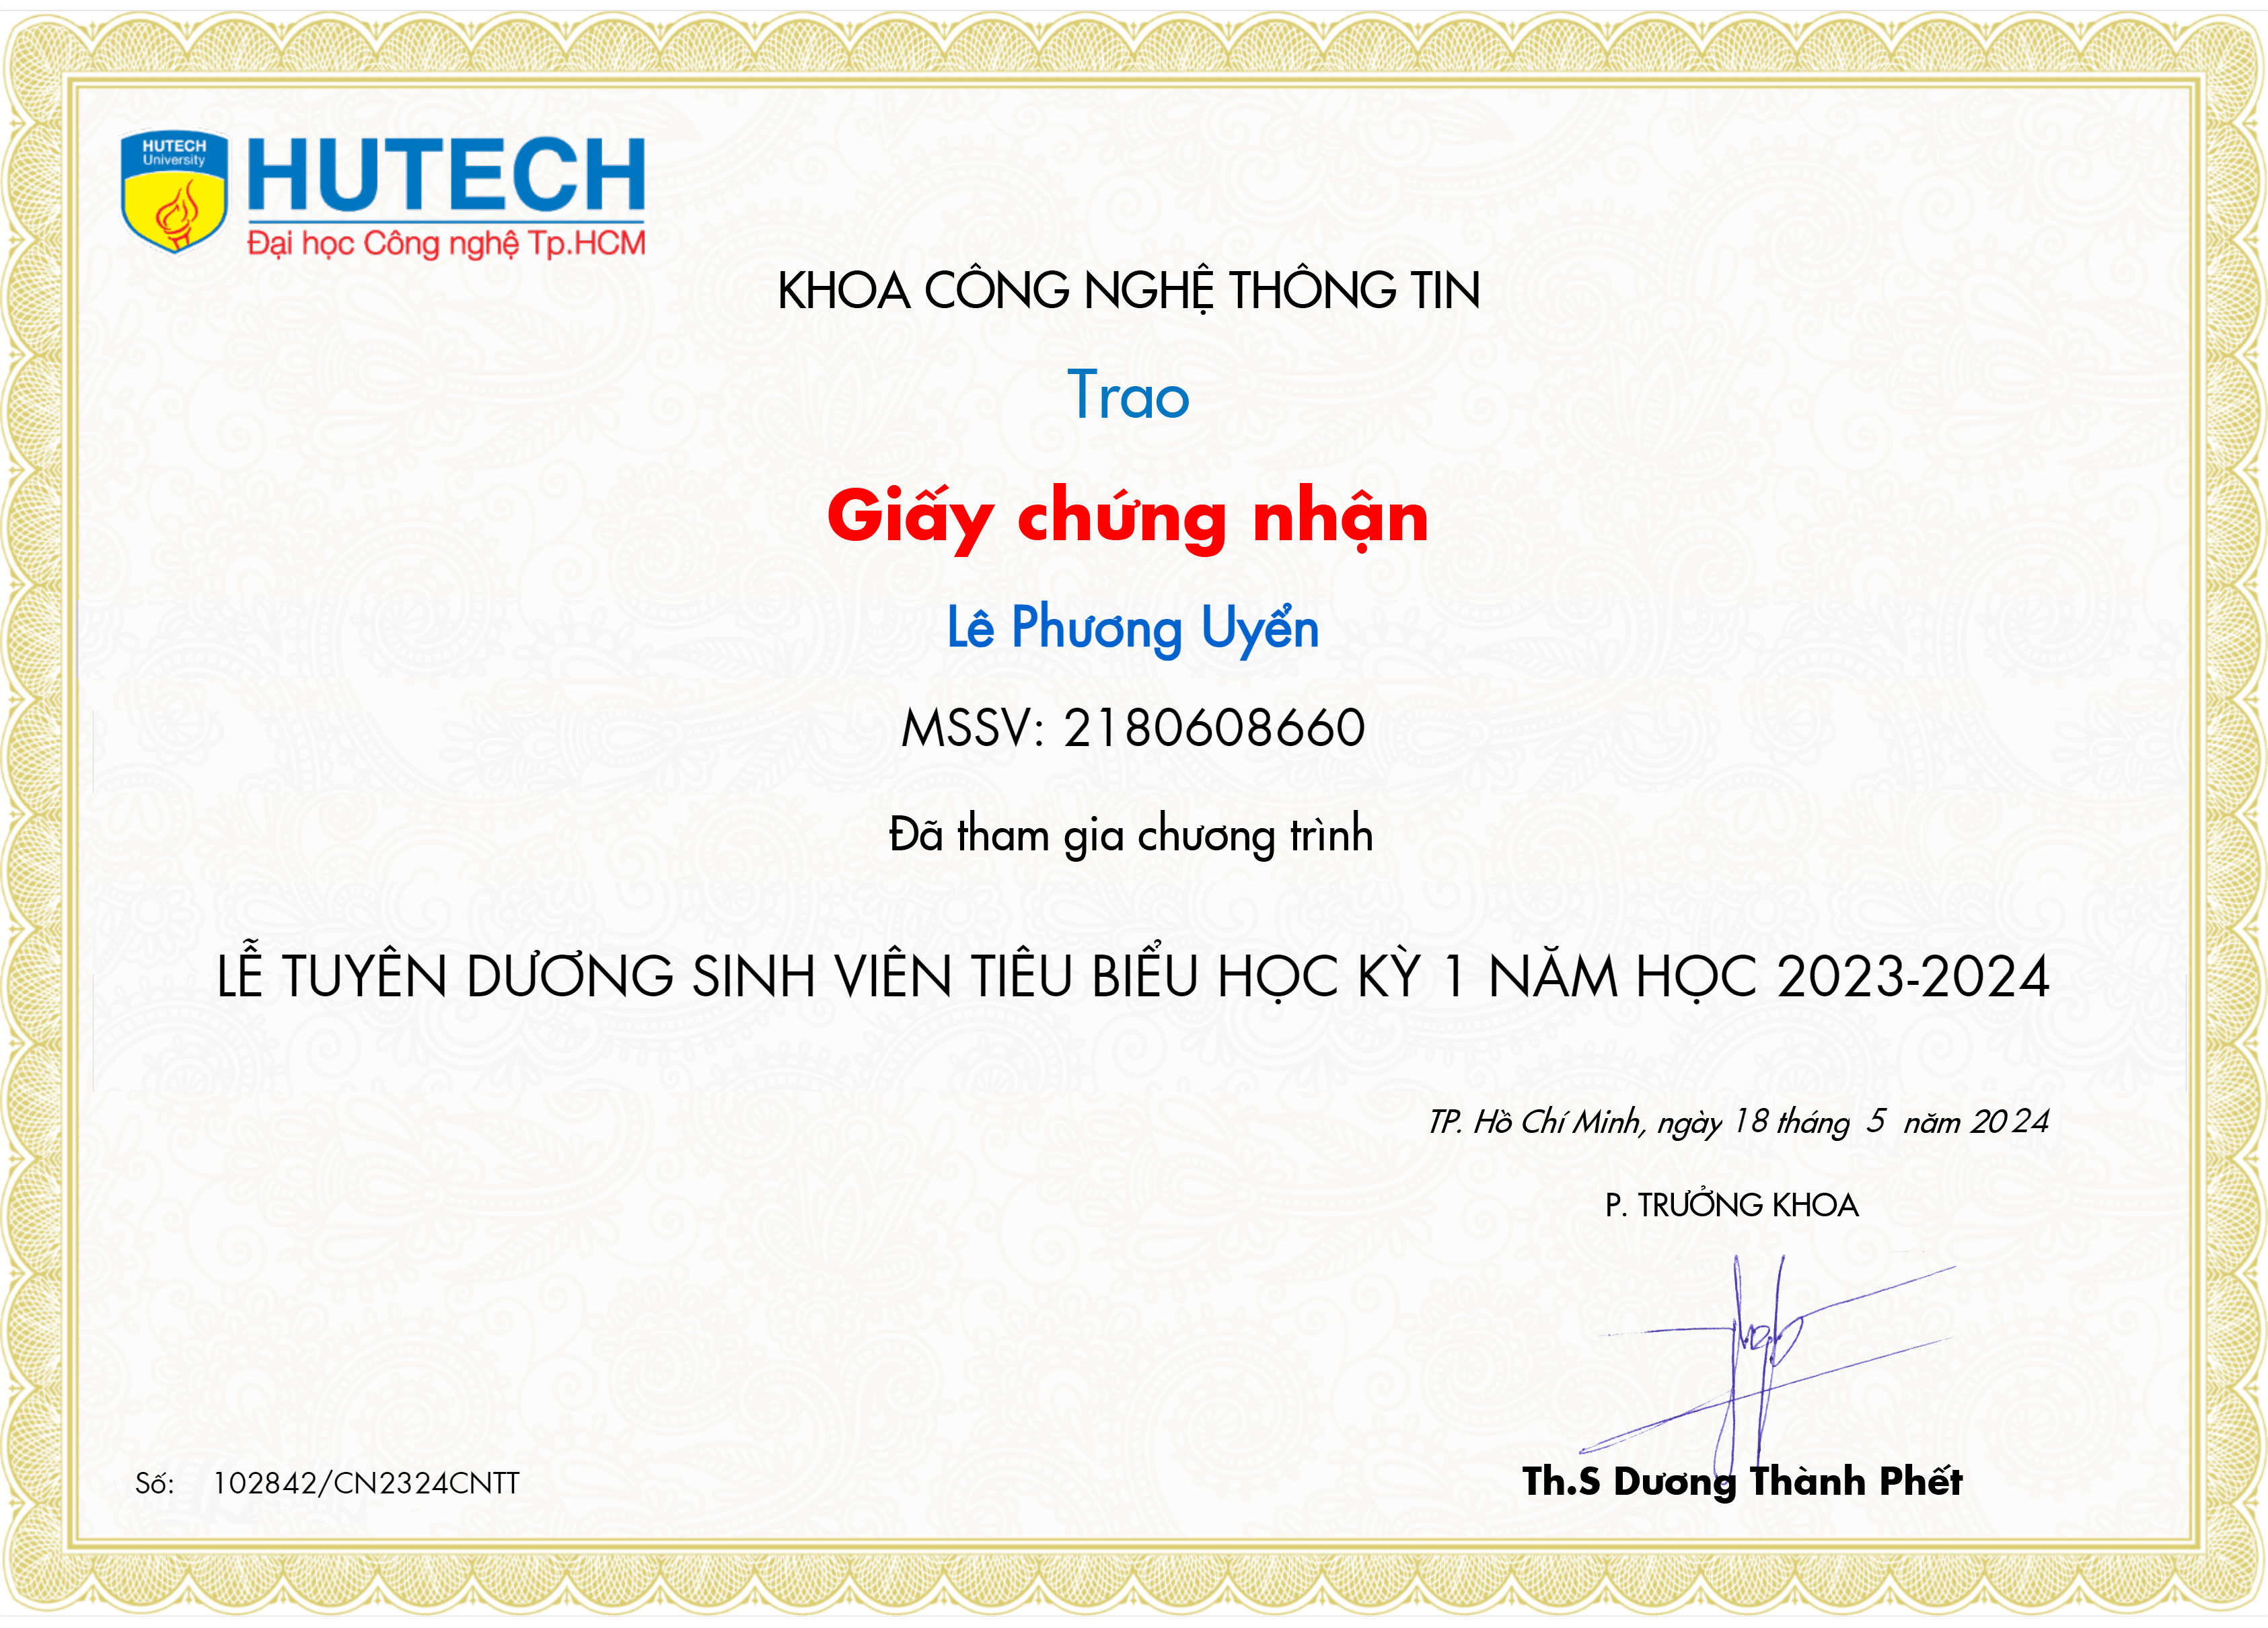 HUTECH
University
HUTECH
Đại học Công nghệ Tp.HCM
KHOA CÔNG NGHỆ THÔNG TIN
Trao
Giấy chứng nhận
Lê Phương Uyển
MSSV: 2180608660
Đã tham gia chương trình
LỄ TUYÊN DƯƠNG SINH VIÊN TIÊU BIỂU HỌC KỲ 1 NĂM HỌC 2023-2024
TP. Hồ Chí Minh, ngày 18 tháng 5 năm 2024
P. TRƯỞNG KHOA
Th.S Dương Thành Phết
Số: 102842/CN2324CNTT